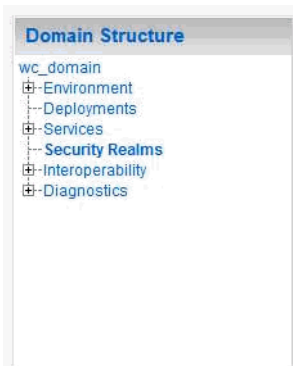 Domain Structure
wc_domain
Environment
Deployments
Services
Security Realms
Interoperability
Diagnostics